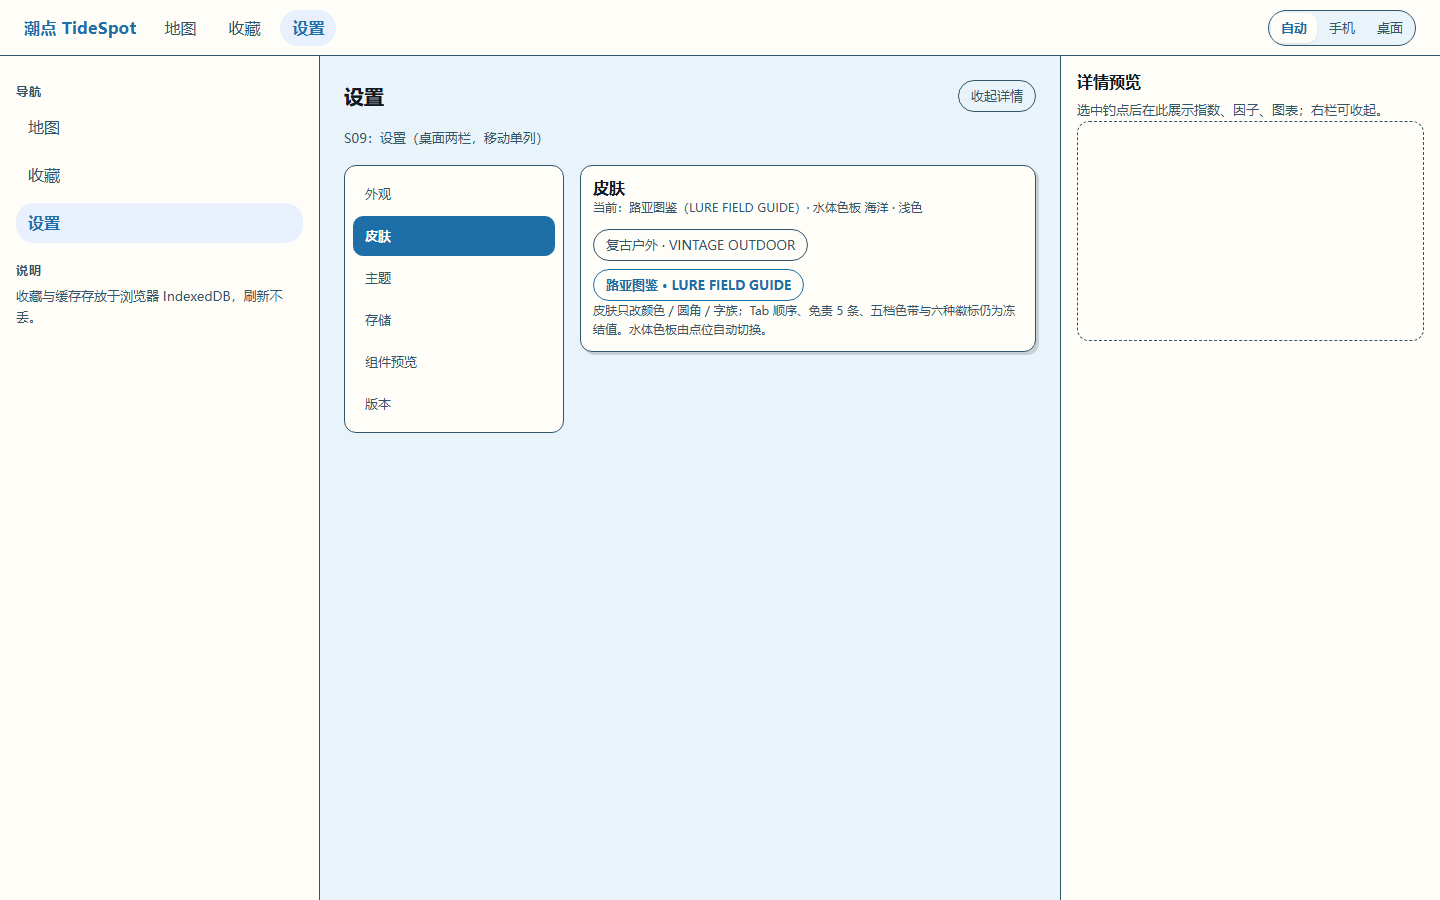 潮点 TideSpot
地图
收藏
设置
自动
手机
桌面
导航
地图
收藏
设置
说明
收藏与缓存存放于浏览器 IndexedDB，刷新不
丢。
设置
收起详情
S09：设置（桌面两栏，移动单列）
外观
皮肤
主题
存储
组件预览
版本
皮肤
当前：路亚图鉴（LURE FIELD GUIDE）· 水体色板 海洋 · 浅色
复古户外 · VINTAGE OUTDOOR
路亚图鉴 • LURE FIELD GUIDE
皮肤只改颜色 / 圆角 / 字族；Tab 顺序、免责 5 条、五档色带与六种徽标仍为冻
结值。水体色板由点位自动切换。
详情预览
选中钓点后在此展示指数、因子、图表；右栏可收起。